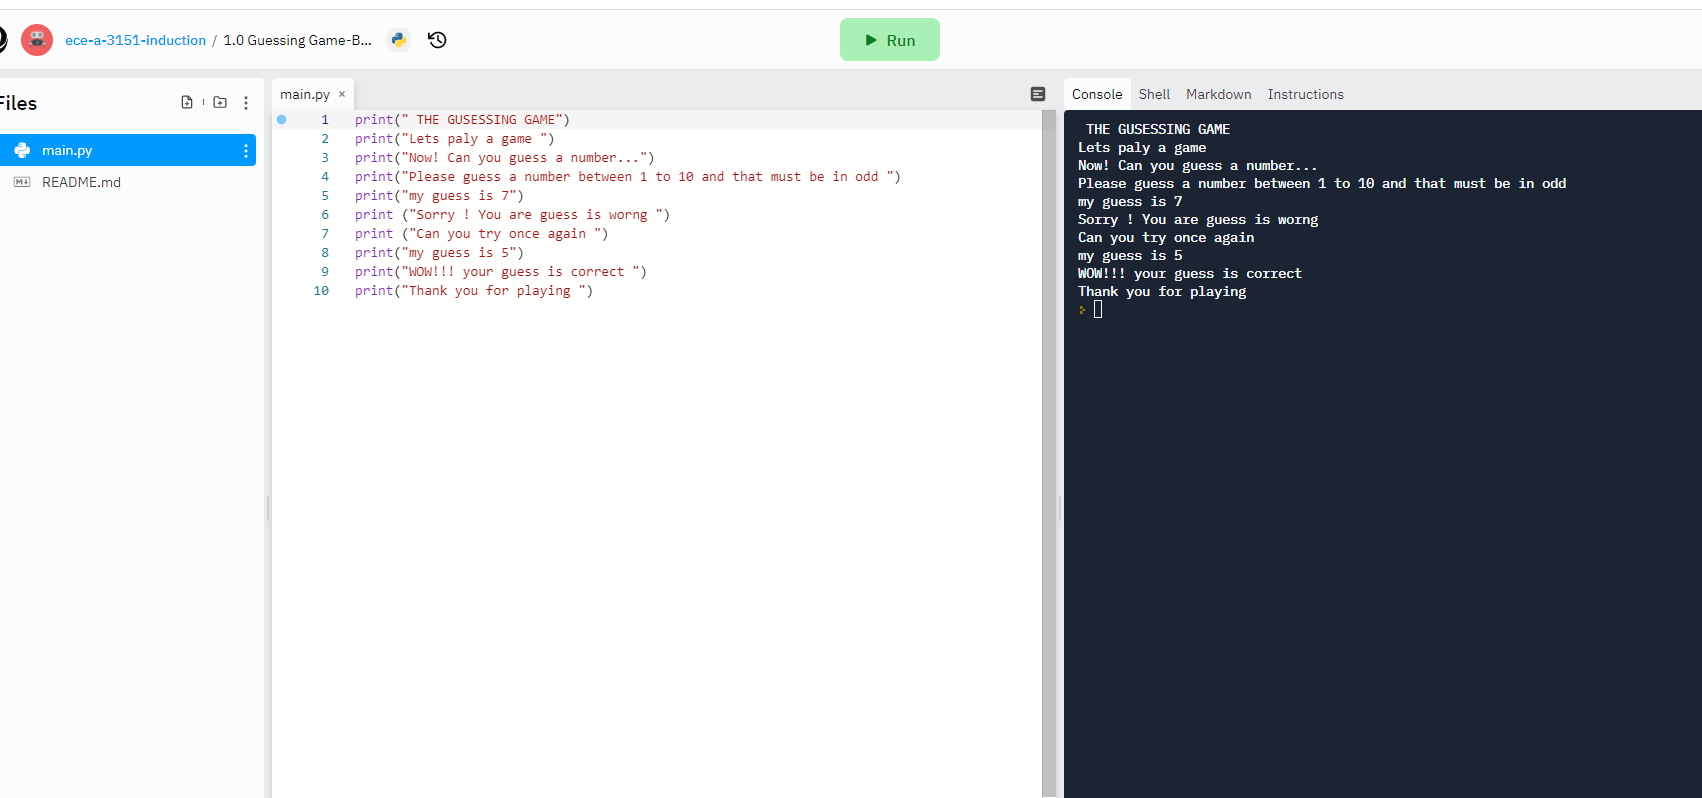 ece-a-3151-induction / 1.0 Guessing Game-B...
Run
Files
main.py
README.md
main.py ×
1 print(" THE GUSESSING GAME")
2 print("Lets paly a game ")
3 print("Now! Can you guess a number...")
4 print("Please guess a number between 1 to 10 and that must be in odd ")
5 print("my guess is 7")
6 print ("Sorry ! You are guess is worng ")
7 print ("Can you try once again ")
8 print("my guess is 5")
9 print("WOW!!! your guess is correct ")
10 print("Thank you for playing ")
Console Shell Markdown Instructions
THE GUSESSING GAME
Lets paly a game
Now! Can you guess a number...
Please guess a number between 1 to 10 and that must be in odd
my guess is 7
Sorry ! You are guess is worng
Can you try once again
my guess is 5
WOW!!! your guess is correct
Thank you for playing